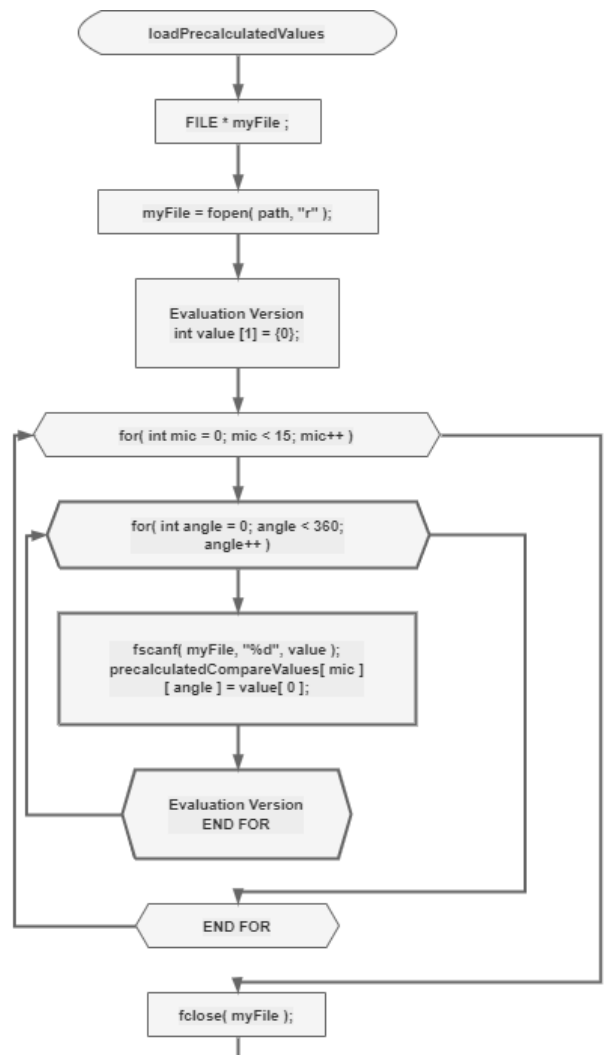 loadPrecalculatedValues
FILE * myFile ;
myFile = fopen( path, "r" );
Evaluation Version
int value [1] = {0};
for( int mic = 0; mic < 15; mic++ )
for( int angle = 0; angle < 360;
angle++ )
fscanf( myFile, "%d", value );
precalculatedCompareValues[ mic ]
[ angle ] = value[ 0 ];
Evaluation Version
END FOR
END FOR
fclose( myFile );